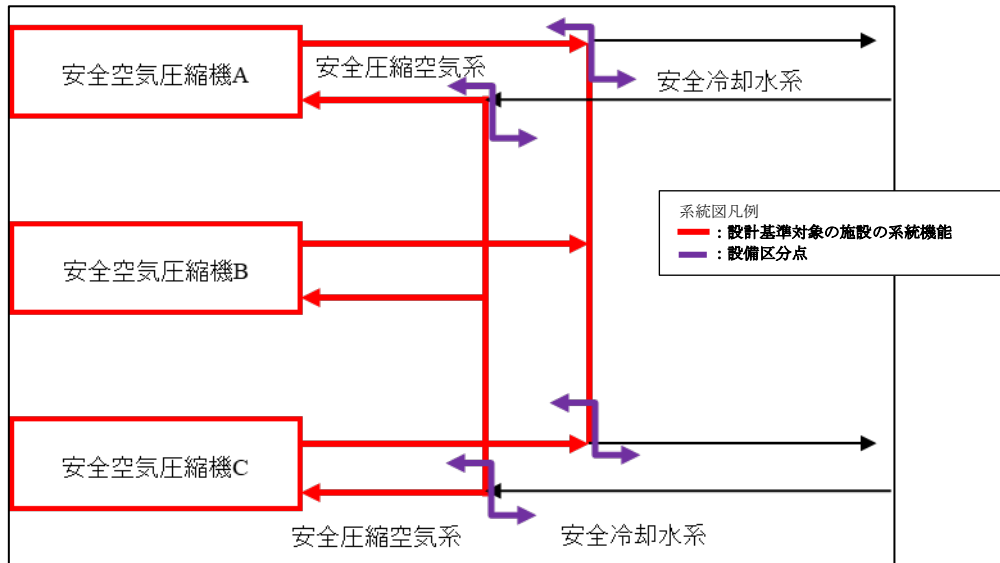 安全空気圧縮機A
安全圧縮空気系
安全冷却水系
系統図凡例
：設計基準対象の施設の系統機能
：設備区分点
安全空気圧縮機B
安全空気圧縮機C
安全圧縮空気系
安全冷却水系